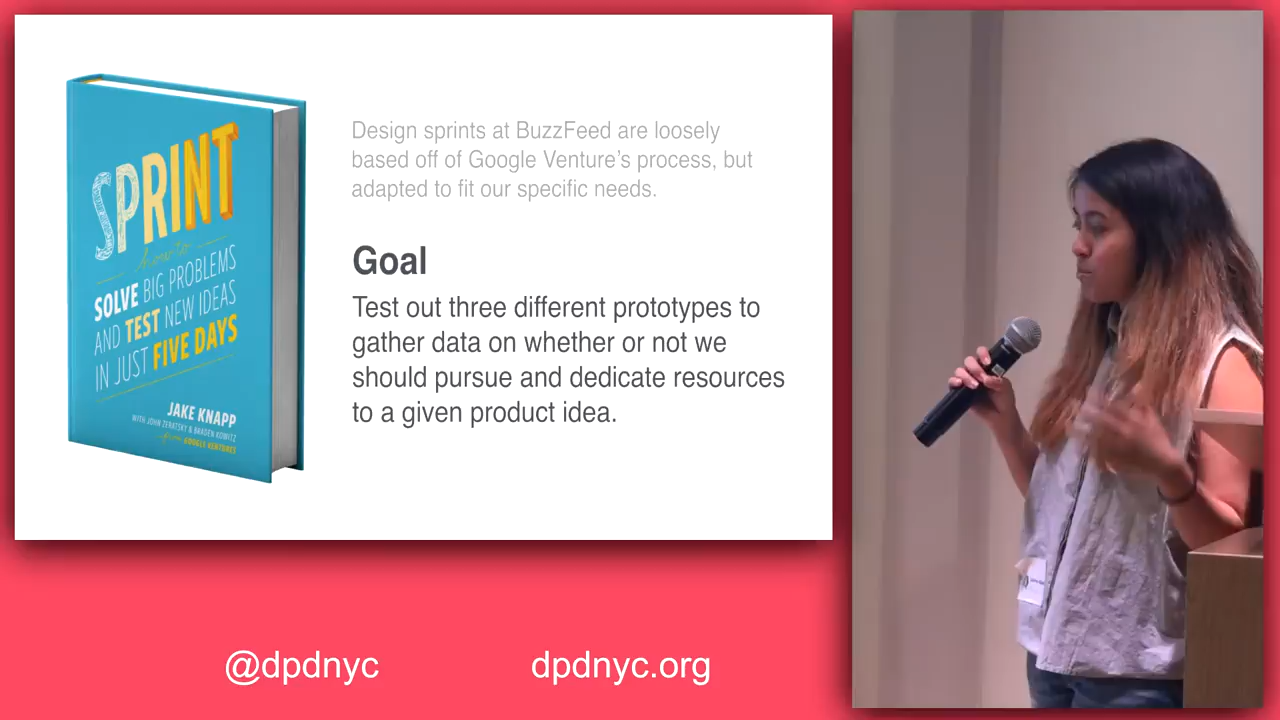 SPRINT
how to
SOLVE BIG PROBLEMS
AND TEST NEW IDEAS
IN JUST FIVE DAYS
JAKE KNAPP
WITH JOHN ZERATSKY & BRADEN KOWITZ
from GOOGLE VENTURES
Design sprints at BuzzFeed are loosely
based off of Google Venture’s process, but
adapted to fit our specific needs.
Goal
Test out three different prototypes to
gather data on whether or not we
should pursue and dedicate resources
to a given product idea.
@dpdnyc
dpdnyc.org